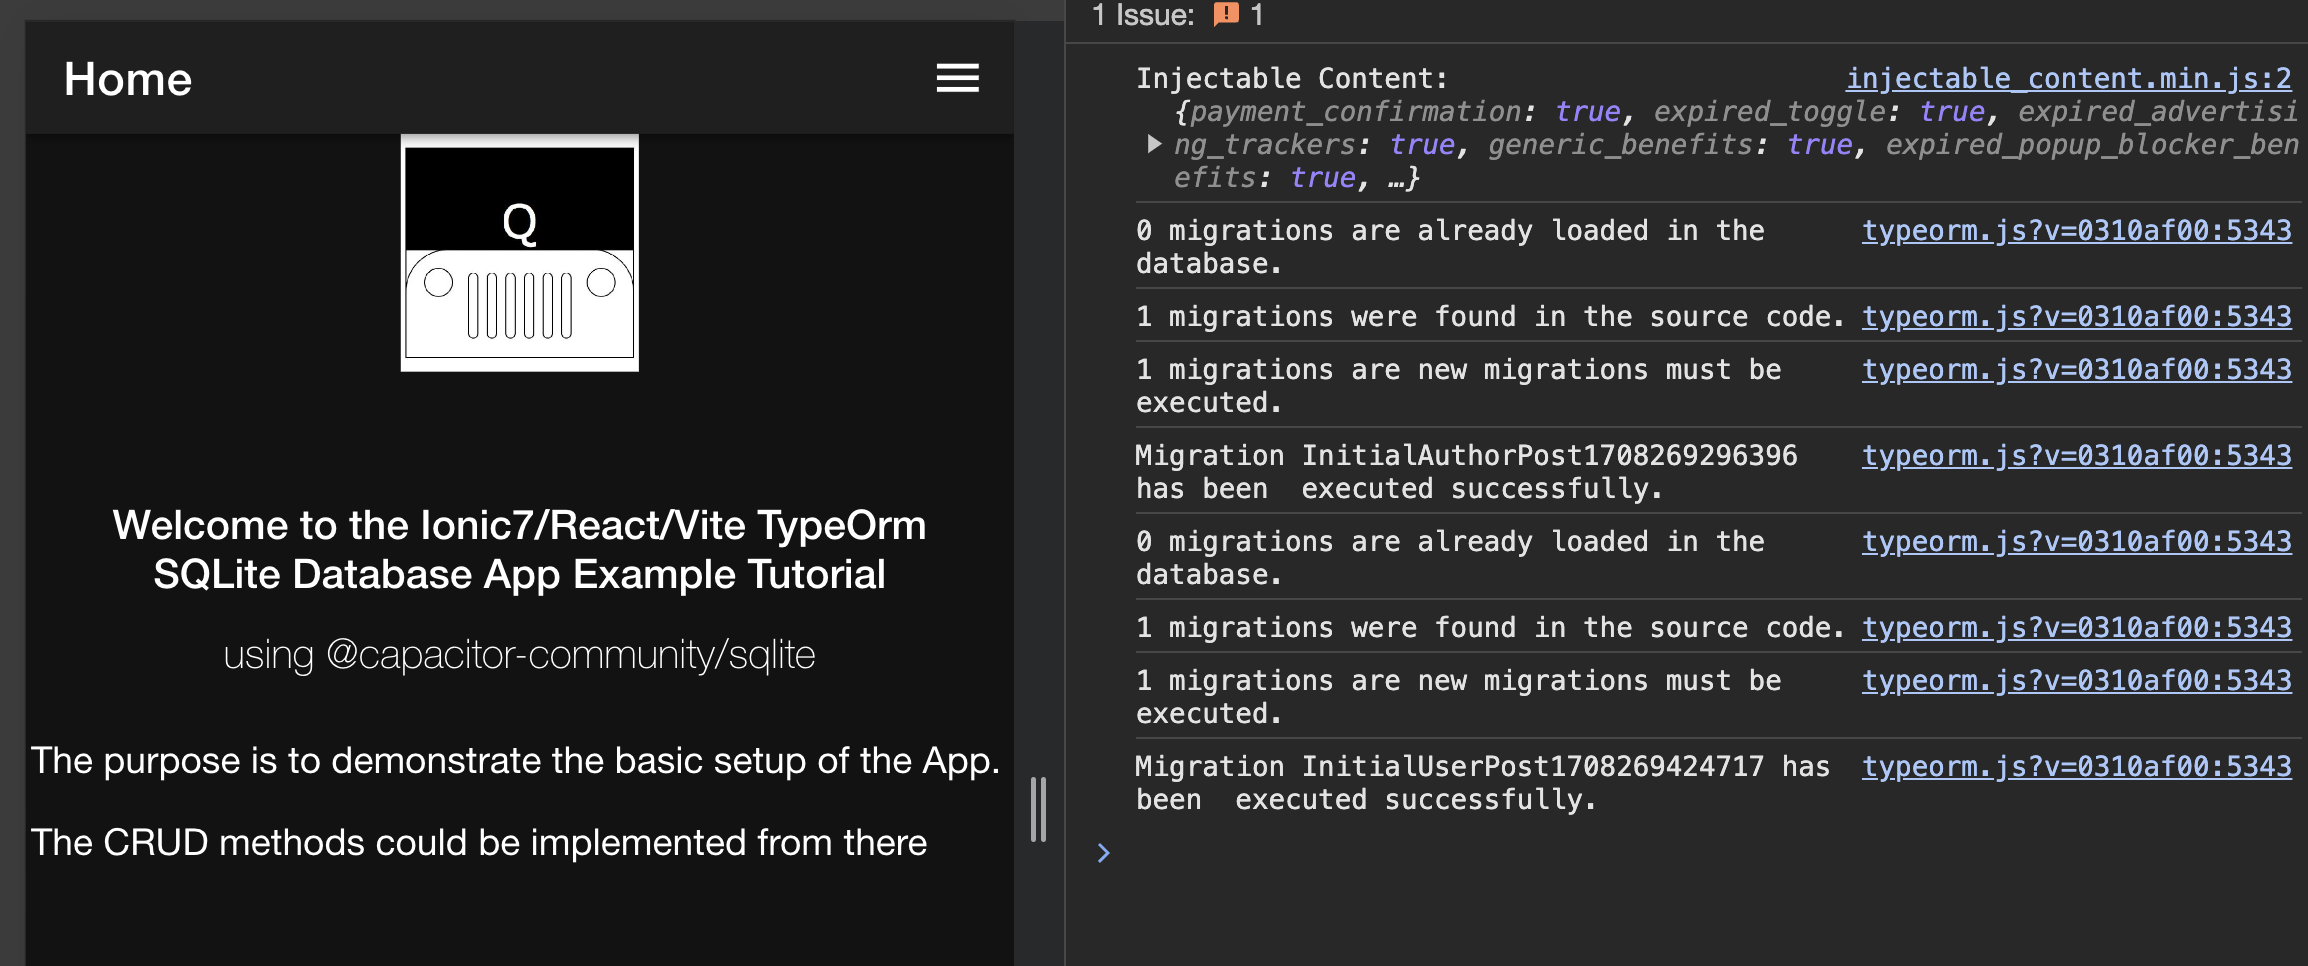 Home
Q
Welcome to the Ionic7/React/Vite TypeOrm
SQLite Database App Example Tutorial
using @capacitor-community/sqlite
The purpose is to demonstrate the basic setup of the App.
The CRUD methods could be implemented from there
1 Issue: 1
Injectable Content: injectable_content.min.js:2
{payment_confirmation: true, expired_toggle: true, expired_advertisi
ng_trackers: true, generic_benefits: true, expired_popup_blocker_ben
efits: true, …}
0 migrations are already loaded in the typeorm.js?v=0310af00:5343
database.
1 migrations were found in the source code. typeorm.js?v=0310af00:5343
1 migrations are new migrations must be typeorm.js?v=0310af00:5343
executed.
Migration InitialAuthorPost1708269296396 typeorm.js?v=0310af00:5343
has been  executed successfully.
0 migrations are already loaded in the typeorm.js?v=0310af00:5343
database.
1 migrations were found in the source code. typeorm.js?v=0310af00:5343
1 migrations are new migrations must be typeorm.js?v=0310af00:5343
executed.
Migration InitialUserPost1708269424717 has typeorm.js?v=0310af00:5343
been  executed successfully.